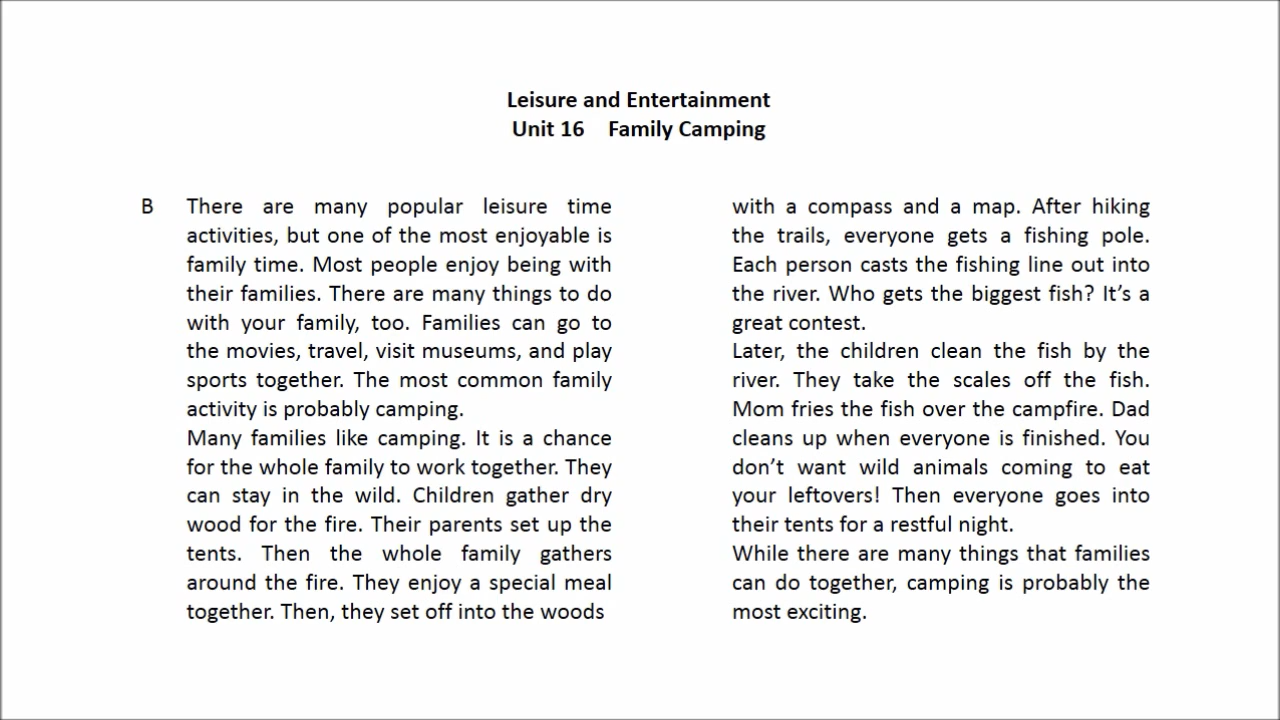 Leisure and Entertainment
Unit 16 Family Camping
B There are many popular leisure time
activities, but one of the most enjoyable is
family time. Most people enjoy being with
their families. There are many things to do
with your family, too. Families can go to
the movies, travel, visit museums, and play
sports together. The most common family
activity is probably camping.
Many families like camping. It is a chance
for the whole family to work together. They
can stay in the wild. Children gather dry
wood for the fire. Their parents set up the
tents. Then the whole family gathers
around the fire. They enjoy a special meal
together. Then, they set off into the woods
with a compass and a map. After hiking
the trails, everyone gets a fishing pole.
Each person casts the fishing line out into
the river. Who gets the biggest fish? It’s a
great contest.
Later, the children clean the fish by the
river. They take the scales off the fish.
Mom fries the fish over the campfire. Dad
cleans up when everyone is finished. You
don’t want wild animals coming to eat
your leftovers! Then everyone goes into
their tents for a restful night.
While there are many things that families
can do together, camping is probably the
most exciting.